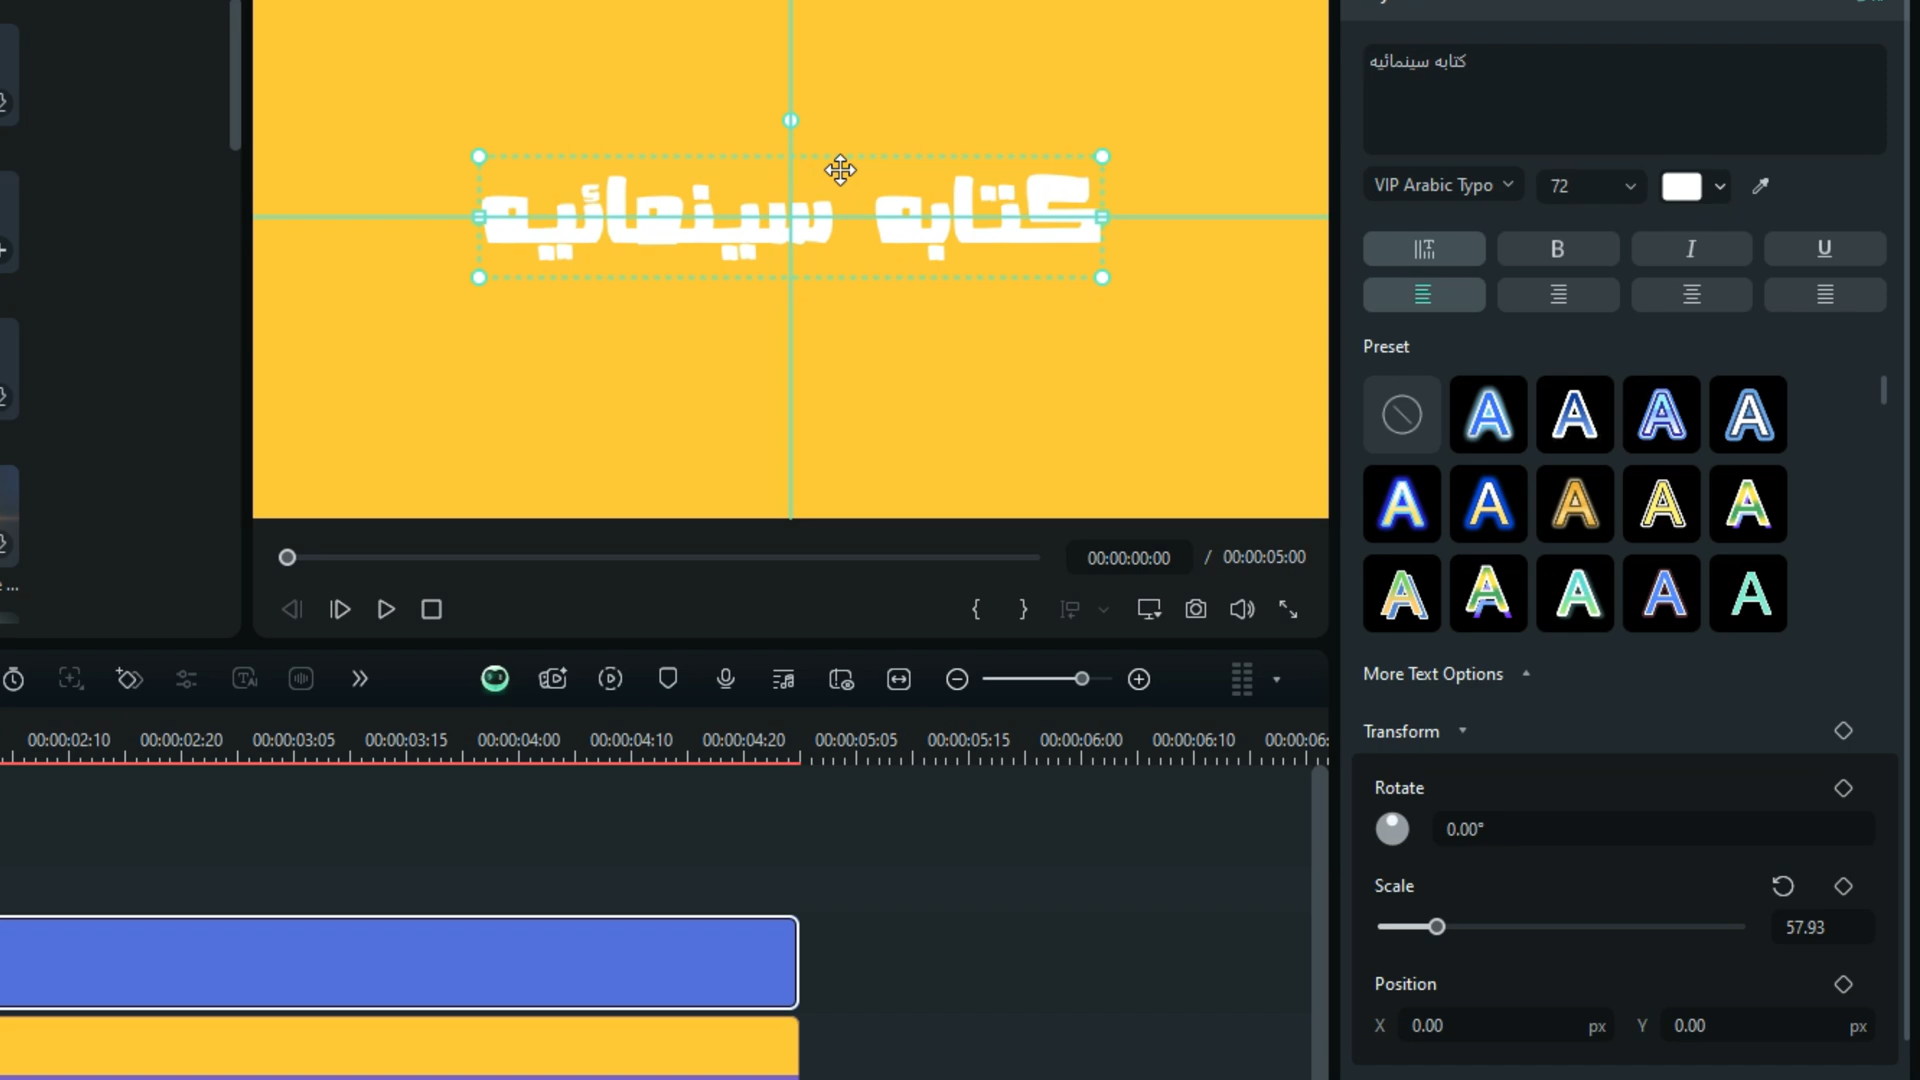 كتابه سينمائيه
كتابه سينمائيه
VIP Arabic Typo
72
B
I
U
Preset
A A A A
A A A A A
A A A A A
00:00:00:00 / 00:00:05:00
{ }
More Text Options
Transform
Rotate
0.00°
Scale
57.93
Position
X 0.00 px Y 0.00 px
00:00:02:10 00:00:02:20 00:00:03:05 00:00:03:15 00:00:04:00 00:00:04:10 00:00:04:20 00:00:05:05 00:00:05:15 00:00:06:00 00:00:06:10 00:00:06: